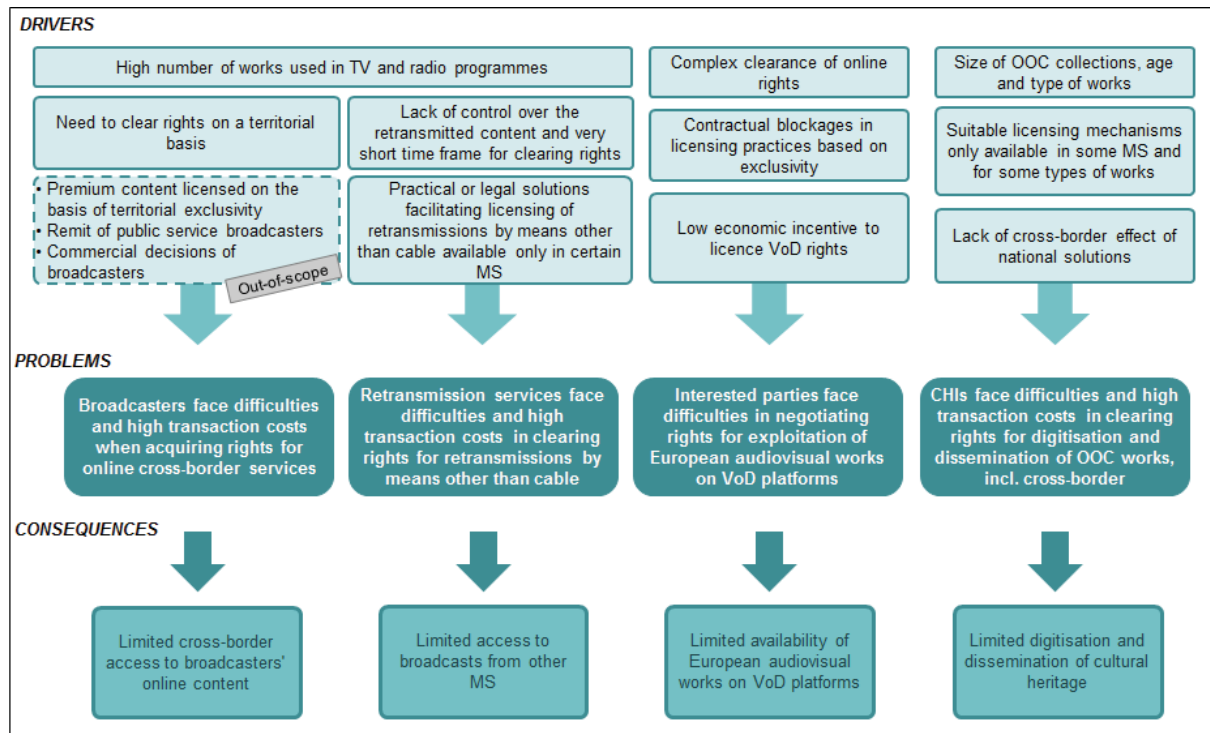 DRIVERS
High number of works used in TV and radio programmes
Need to clear rights on a territorial
basis
Lack of control over the
retransmitted content and very
short time frame for clearing rights
• Premium content licensed on the
basis of territorial exclusivity
• Remit of public service broadcasters
• Commercial decisions of
broadcasters
Out-of-scope
Practical or legal solutions
facilitating licensing of
retransmissions by means other
than cable available only in certain
MS
Complex clearance of online
rights
Contractual blockages in
licensing practices based on
exclusivity
Low economic incentive to
licence VoD rights
Size of OOC collections, age
and type of works
Suitable licensing mechanisms
only available in some MS and
for some types of works
Lack of cross-border effect of
national solutions
PROBLEMS
Broadcasters face difficulties
and high transaction costs
when acquiring rights for
online cross-border services
Retransmission services face
difficulties and high
transaction costs in clearing
rights for retransmissions by
means other than cable
Interested parties face
difficulties in negotiating
rights for exploitation of
European audiovisual works
on VoD platforms
CHIs face difficulties and high
transaction costs in clearing
rights for digitisation and
dissemination of OOC works,
incl. cross-border
CONSEQUENCES
Limited cross-border
access to broadcasters'
online content
Limited access to
broadcasts from other
MS
Limited availability of
European audiovisual
works on VoD platforms
Limited digitisation and
dissemination of cultural
heritage